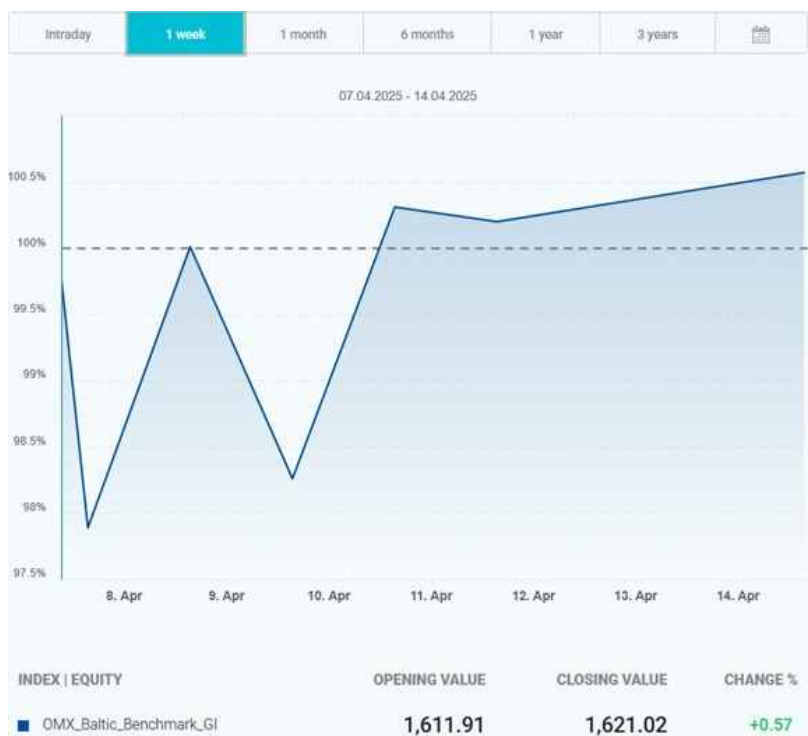 Intraday 1 week 1 month 6 months 1 year 3 years
07.04.2025 - 14.04.2025
100.5%
100%
99.5%
99%
98.5%
98%
97.5%
8. Apr 9. Apr 10. Apr 11. Apr 12. Apr 13. Apr 14. Apr
INDEX | EQUITY OPENING VALUE CLOSING VALUE CHANGE %
OMX_Baltic_Benchmark_GI 1,611.91 1,621.02 +0.57